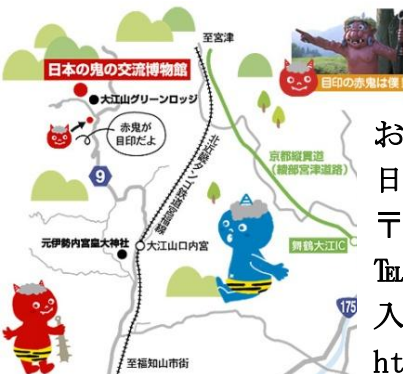 至宮津
日本の鬼の交流博物館
目印の赤鬼は僕!
大江山グリーンロッジ
赤鬼が
目印だよ
北近畿タンゴ鉄道宮福線
京都縦貫道
(綾部宮津道路)
9
元伊勢内宮皇大神社
大江山口内宮
舞鶴大江IC
175
至福知山市街
お
日
〒
TEL
入
ht